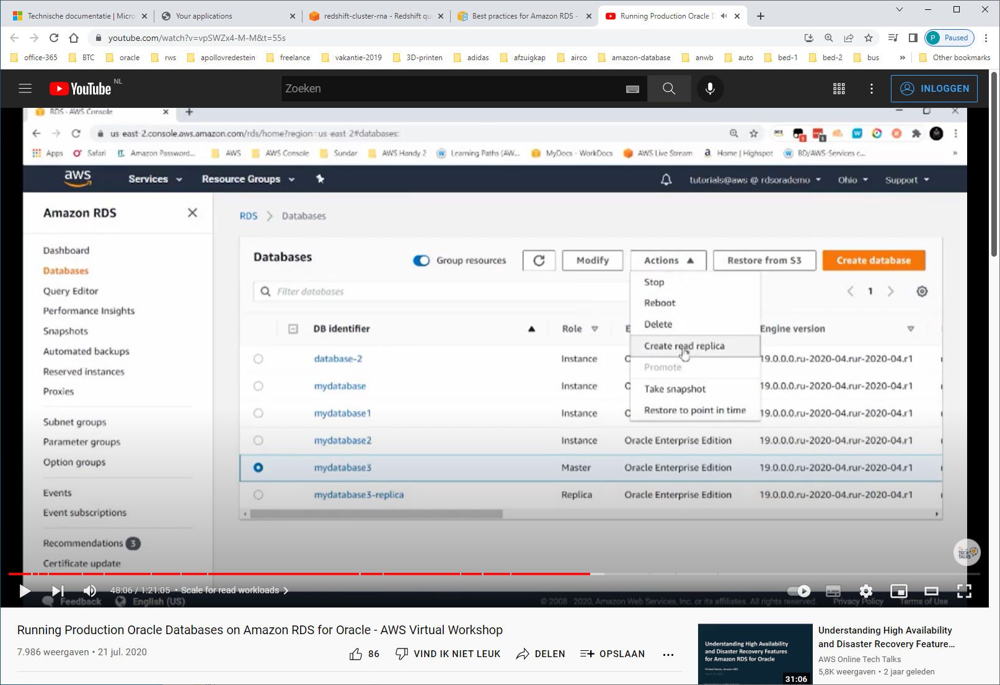 Technische documentatie | Micro
Your applications
redshift-cluster-rna - Redshift qu
Best practices for Amazon RDS -
Running Production Oracle D
youtube.com/watch?v=vpSWZx4-M-M&t=55s
P Paused
office-365 BTC oracle rws apollovredestein freelance vakantie-2019 3D-printen adidas afzuigkap airco amazon-database anwb auto bed-1 bed-2 bus » Other bookmarks
YouTube NL
Zoeken
INLOGGEN
RDS - AWS Console
us-east-2.console.aws.amazon.com/rds/home?region=us-east-2#databases:
Apps Safari Amazon Password... AWS AWS Console Sundar AWS Handy 2 Learning Paths (AW... MyDocs - WorkDocs AWS Live Stream Home | Highspot BD/AWS-Services c... »
aws Services Resource Groups tutorials@aws @ rdsorademo Ohio Support
Amazon RDS
RDS > Databases
Dashboard
Databases
Query Editor
Performance Insights
Snapshots
Automated backups
Reserved instances
Proxies
Subnet groups
Parameter groups
Option groups
Events
Event subscriptions
Recommendations 3
Certificate update
Databases
Group resources Modify Actions Restore from S3 Create database
Filter databases
1
Stop
Reboot
Delete
Create read replica
Promote
Take snapshot
Restore to point in time
DB identifier Role E Engine version
database-2 Instance O 19.0.0.0.ru-2020-04.rur-2020-04.r1
mydatabase Instance O 19.0.0.0.ru-2020-04.rur-2020-04.r1
mydatabase1 Instance O 19.0.0.0.ru-2020-04.rur-2020-04.r1
mydatabase2 Instance Oracle Enterprise Edition 19.0.0.0.ru-2020-04.rur-2020-04.r1
mydatabase3 Master Oracle Enterprise Edition 19.0.0.0.ru-2020-04.rur-2020-04.r1
mydatabase3-replica Replica Oracle Enterprise Edition 19.0.0.0.ru-2020-04.rur-2020-04.r1
TECH TALKS
48:06 / 1:21:05 • Scale for read workloads
Feedback English (US) © 2008 - 2020, Amazon Web Services, Inc. or its affiliates. All rights reserved. Privacy Policy Terms of Use
Running Production Oracle Databases on Amazon RDS for Oracle - AWS Virtual Workshop
7.986 weergaven • 21 jul. 2020
86 VIND IK NIET LEUK DELEN OPSLAAN
Understanding High Availability
and Disaster Recovery Features
for Amazon RDS for Oracle
31:06
Understanding High Availability
and Disaster Recovery Feature...
AWS Online Tech Talks
5,8K weergaven • 2 jaar geleden